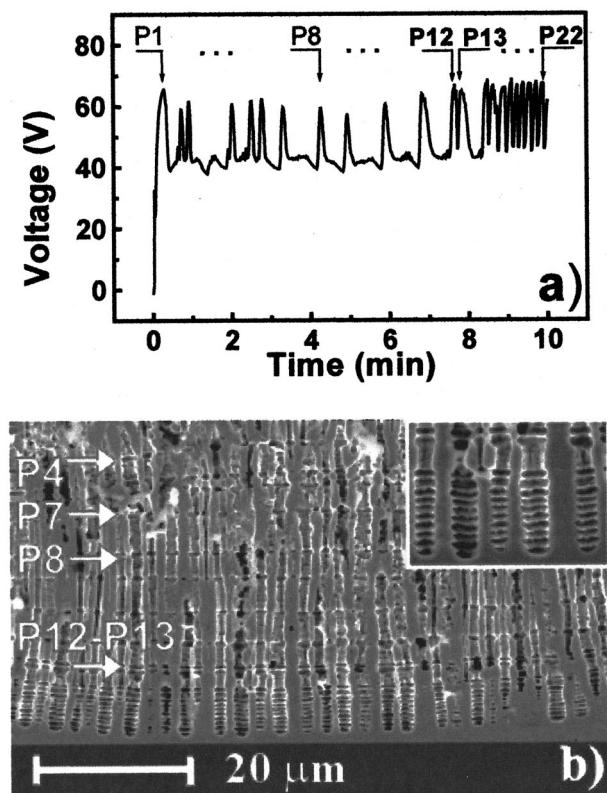 P1 ··· P8 ··· P12 P13 ··· P22
80
60
40
20
0
Voltage (V)
a)
0 2 4 6 8 10
Time (min)
P4
P7
P8
P12-P13
20 μm
b)